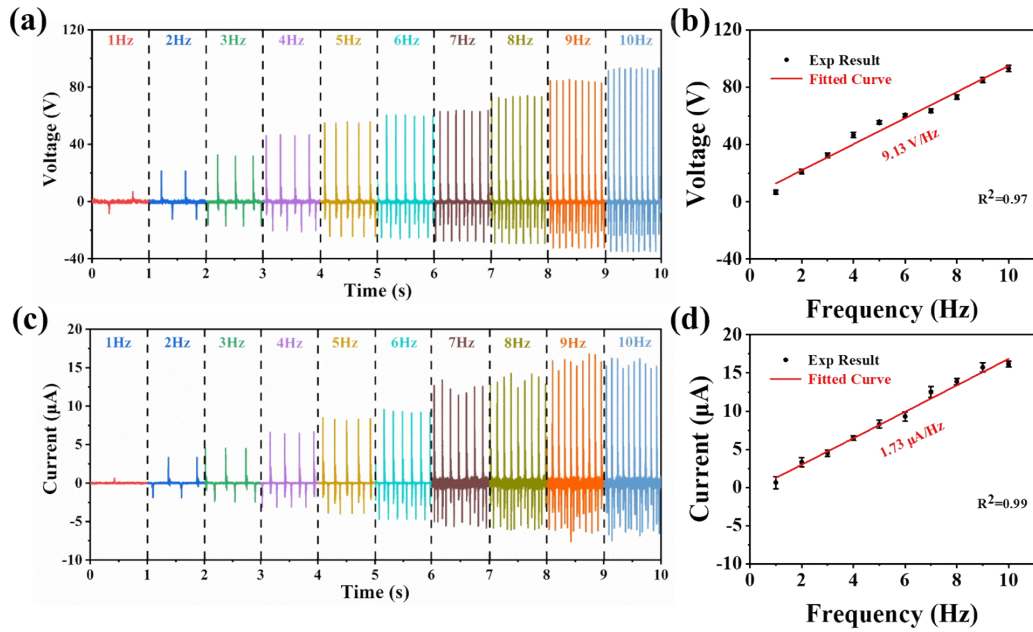 (a)
120
80
40
0
-40
Voltage (V)
1Hz 2Hz 3Hz 4Hz 5Hz 6Hz 7Hz 8Hz 9Hz 10Hz
0 1 2 3 4 5 6 7 8 9 10
Time (s)
(b)
120
80
40
0
-40
Voltage (V)
Exp Result
Fitted Curve
9.13 V/Hz
R²=0.97
0 2 4 6 8 10
Frequency (Hz)
(c)
20
15
10
5
0
-5
-10
Current (μA)
1Hz 2Hz 3Hz 4Hz 5Hz 6Hz 7Hz 8Hz 9Hz 10Hz
0 1 2 3 4 5 6 7 8 9 10
Time (s)
(d)
20
15
10
5
0
-5
-10
Current (μA)
Exp Result
Fitted Curve
1.73 μA/Hz
R²=0.99
0 2 4 6 8 10
Frequency (Hz)